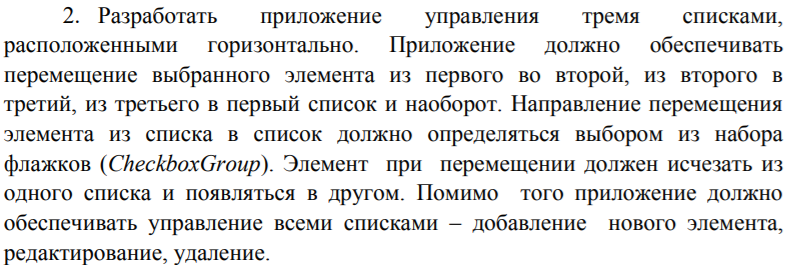 2. Разработать приложение управления тремя списками,
расположенными горизонтально. Приложение должно обеспечивать
перемещение выбранного элемента из первого во второй, из второго в
третий, из третьего в первый список и наоборот. Направление перемещения
элемента из списка в список должно определяться выбором из набора
флажков (CheckboxGroup). Элемент при перемещении должен исчезать из
одного списка и появляться в другом. Помимо того приложение должно
обеспечивать управление всеми списками – добавление нового элемента,
редактирование, удаление.